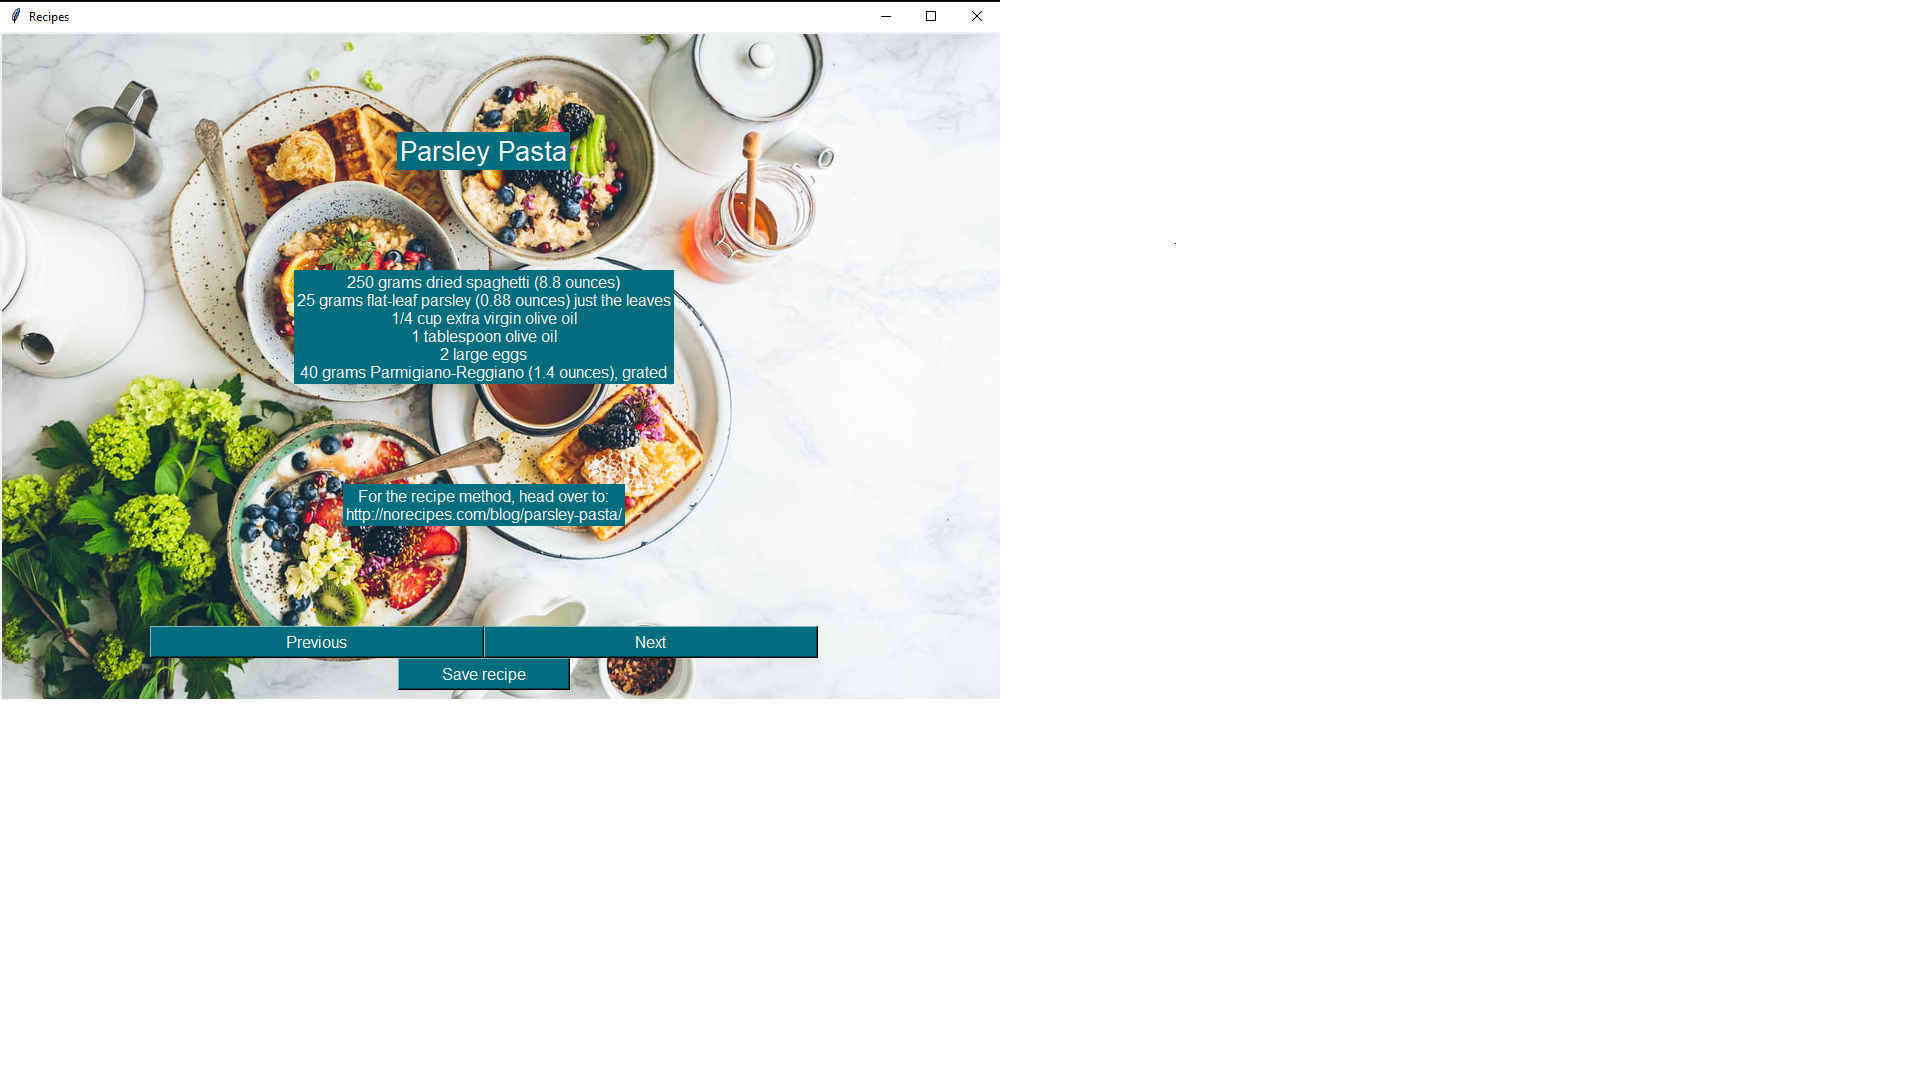 Recipes
Parsley Pasta
250 grams dried spaghetti (8.8 ounces)
25 grams flat-leaf parsley (0.88 ounces) just the leaves
1/4 cup extra virgin olive oil
1 tablespoon olive oil
2 large eggs
40 grams Parmigiano-Reggiano (1.4 ounces), grated
For the recipe method, head over to:
http://norecipes.com/blog/parsley-pasta/
Previous
Next
Save recipe